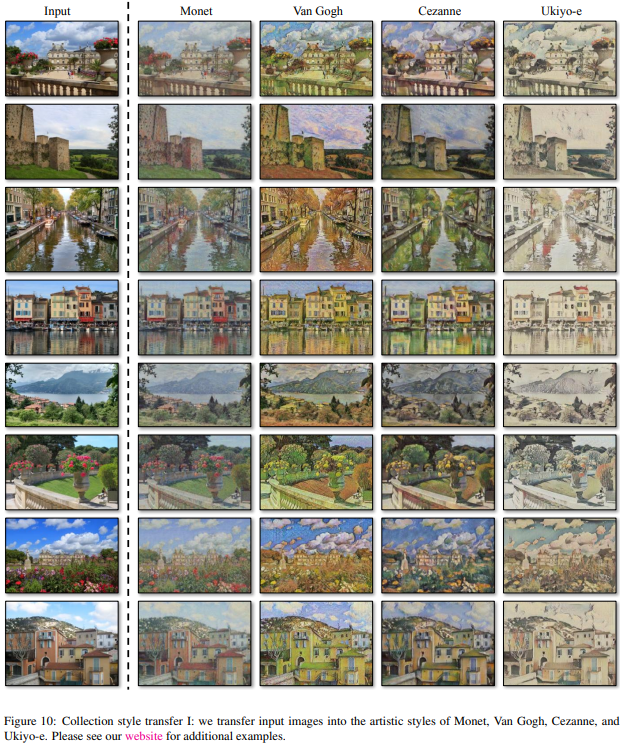 Input Monet Van Gogh Cezanne Ukiyo-e
Figure 10: Collection style transfer I: we transfer input images into the artistic styles of Monet, Van Gogh, Cezanne, and
Ukiyo-e. Please see our website for additional examples.